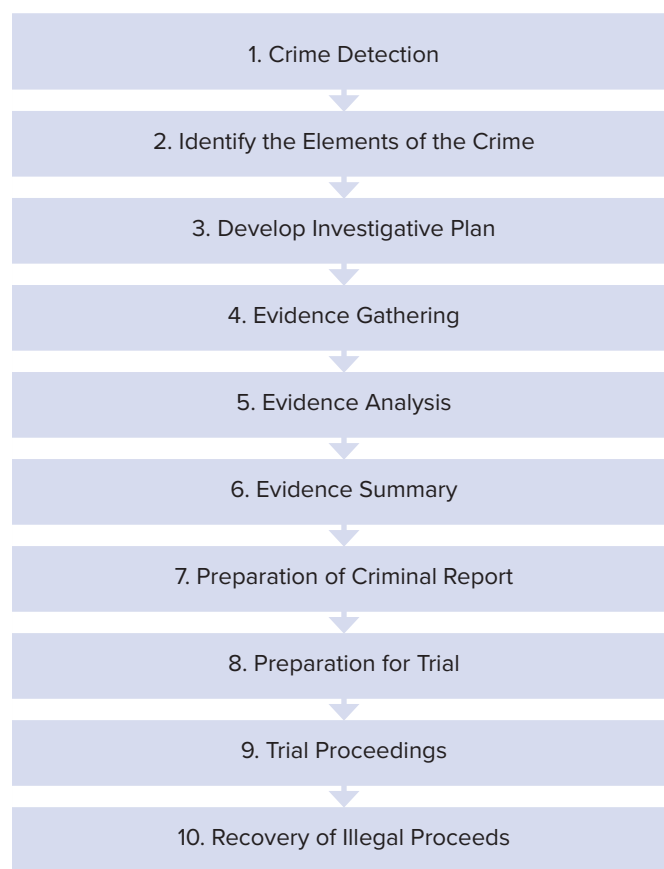 1. Crime Detection
2. Identify the Elements of the Crime
3. Develop Investigative Plan
4. Evidence Gathering
5. Evidence Analysis
6. Evidence Summary
7. Preparation of Criminal Report
8. Preparation for Trial
9. Trial Proceedings
10. Recovery of Illegal Proceeds